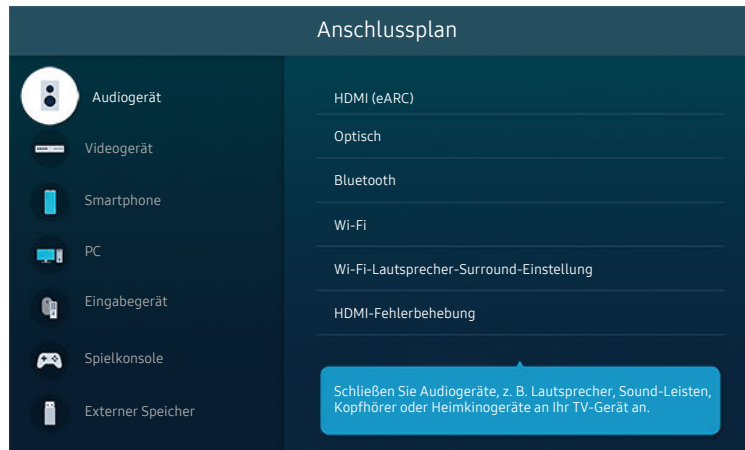 Anschlussplan
Audiogerät
Videogerät
Smartphone
PC
Eingabegerät
Spielkonsole
Externer Speicher
HDMI (eARC)
Optisch
Bluetooth
Wi-Fi
Wi-Fi-Lautsprecher-Surround-Einstellung
HDMI-Fehlerbehebung
Schließen Sie Audiogeräte, z. B. Lautsprecher, Sound-Leisten,
Kopfhörer oder Heimkinogeräte an Ihr TV-Gerät an.